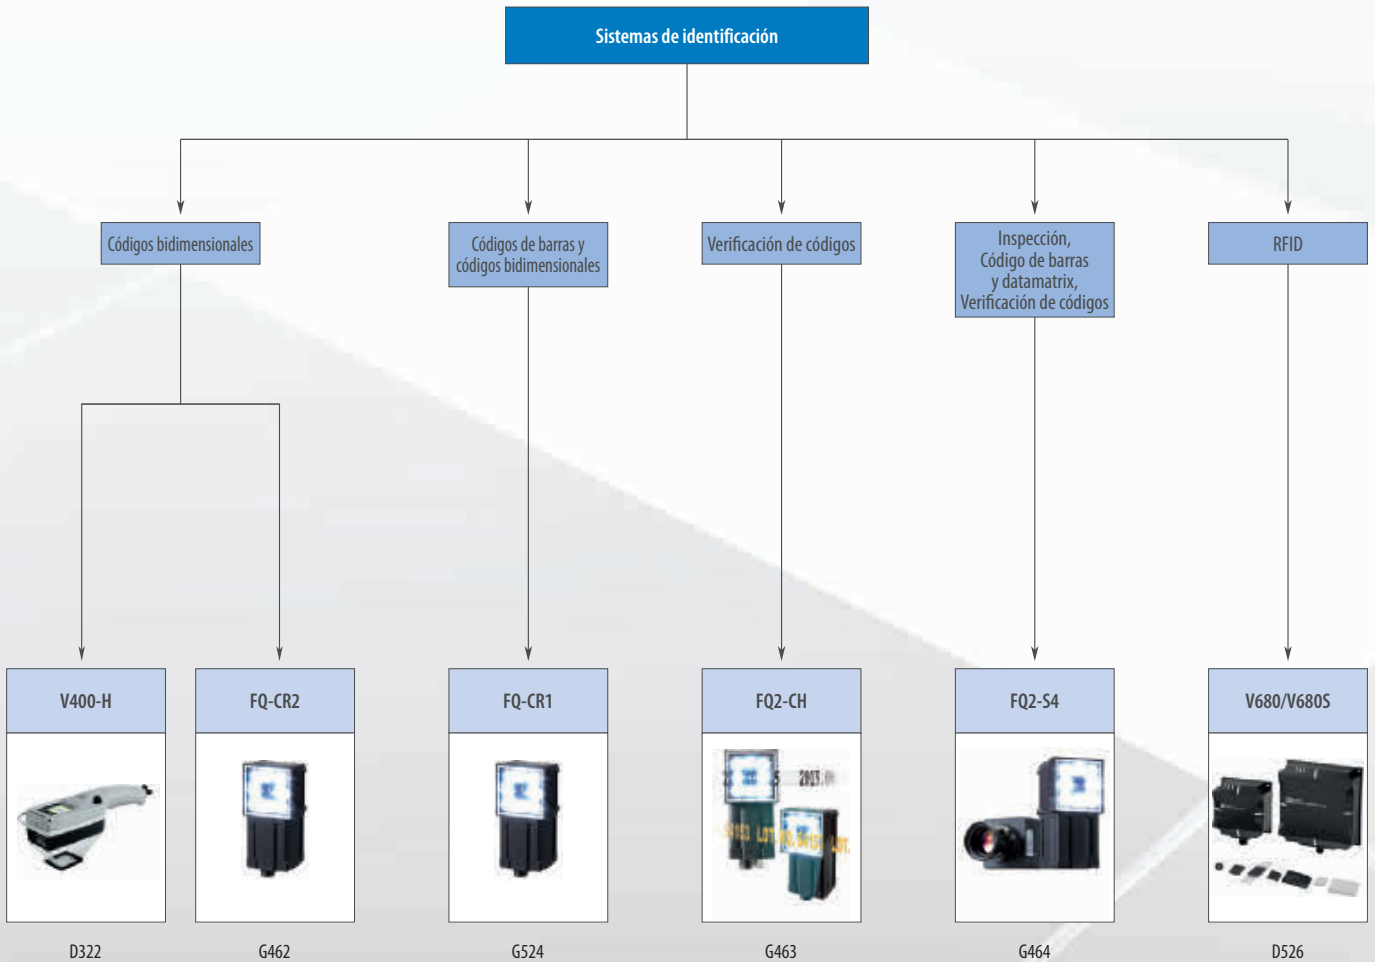 Sistemas de identificación
Códigos bidimensionales
Códigos de barras y
códigos bidimensionales
Verificación de códigos
Inspección,
Código de barras
y datamatrix,
Verificación de códigos
RFID
V400-H
FQ-CR2
FQ-CR1
FQ2-CH
FQ2-S4
V680/V680S
LOT.
LOT.
D322
G462
G524
G463
G464
D526